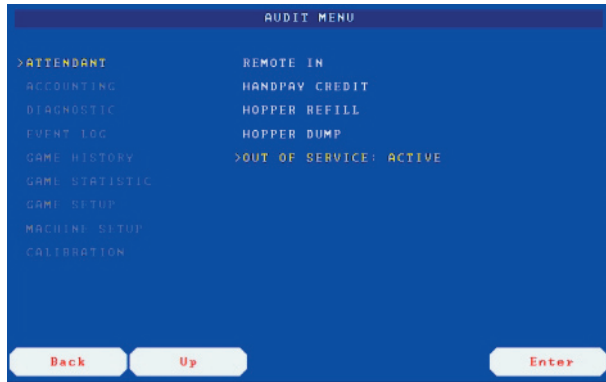 AUDIT MENU
>ATTENDANT
ACCOUNTING
DIAGNOSTIC
EVENT LOG
GAME HISTORY
GAME STATISTIC
GAME SETUP
MACHINE SETUP
CALIBRATION
REMOTE IN
HANDPAY CREDIT
HOPPER REFILL
HOPPER DUMP
>OUT OF SERVICE: ACTIVE
Back
Up
Enter